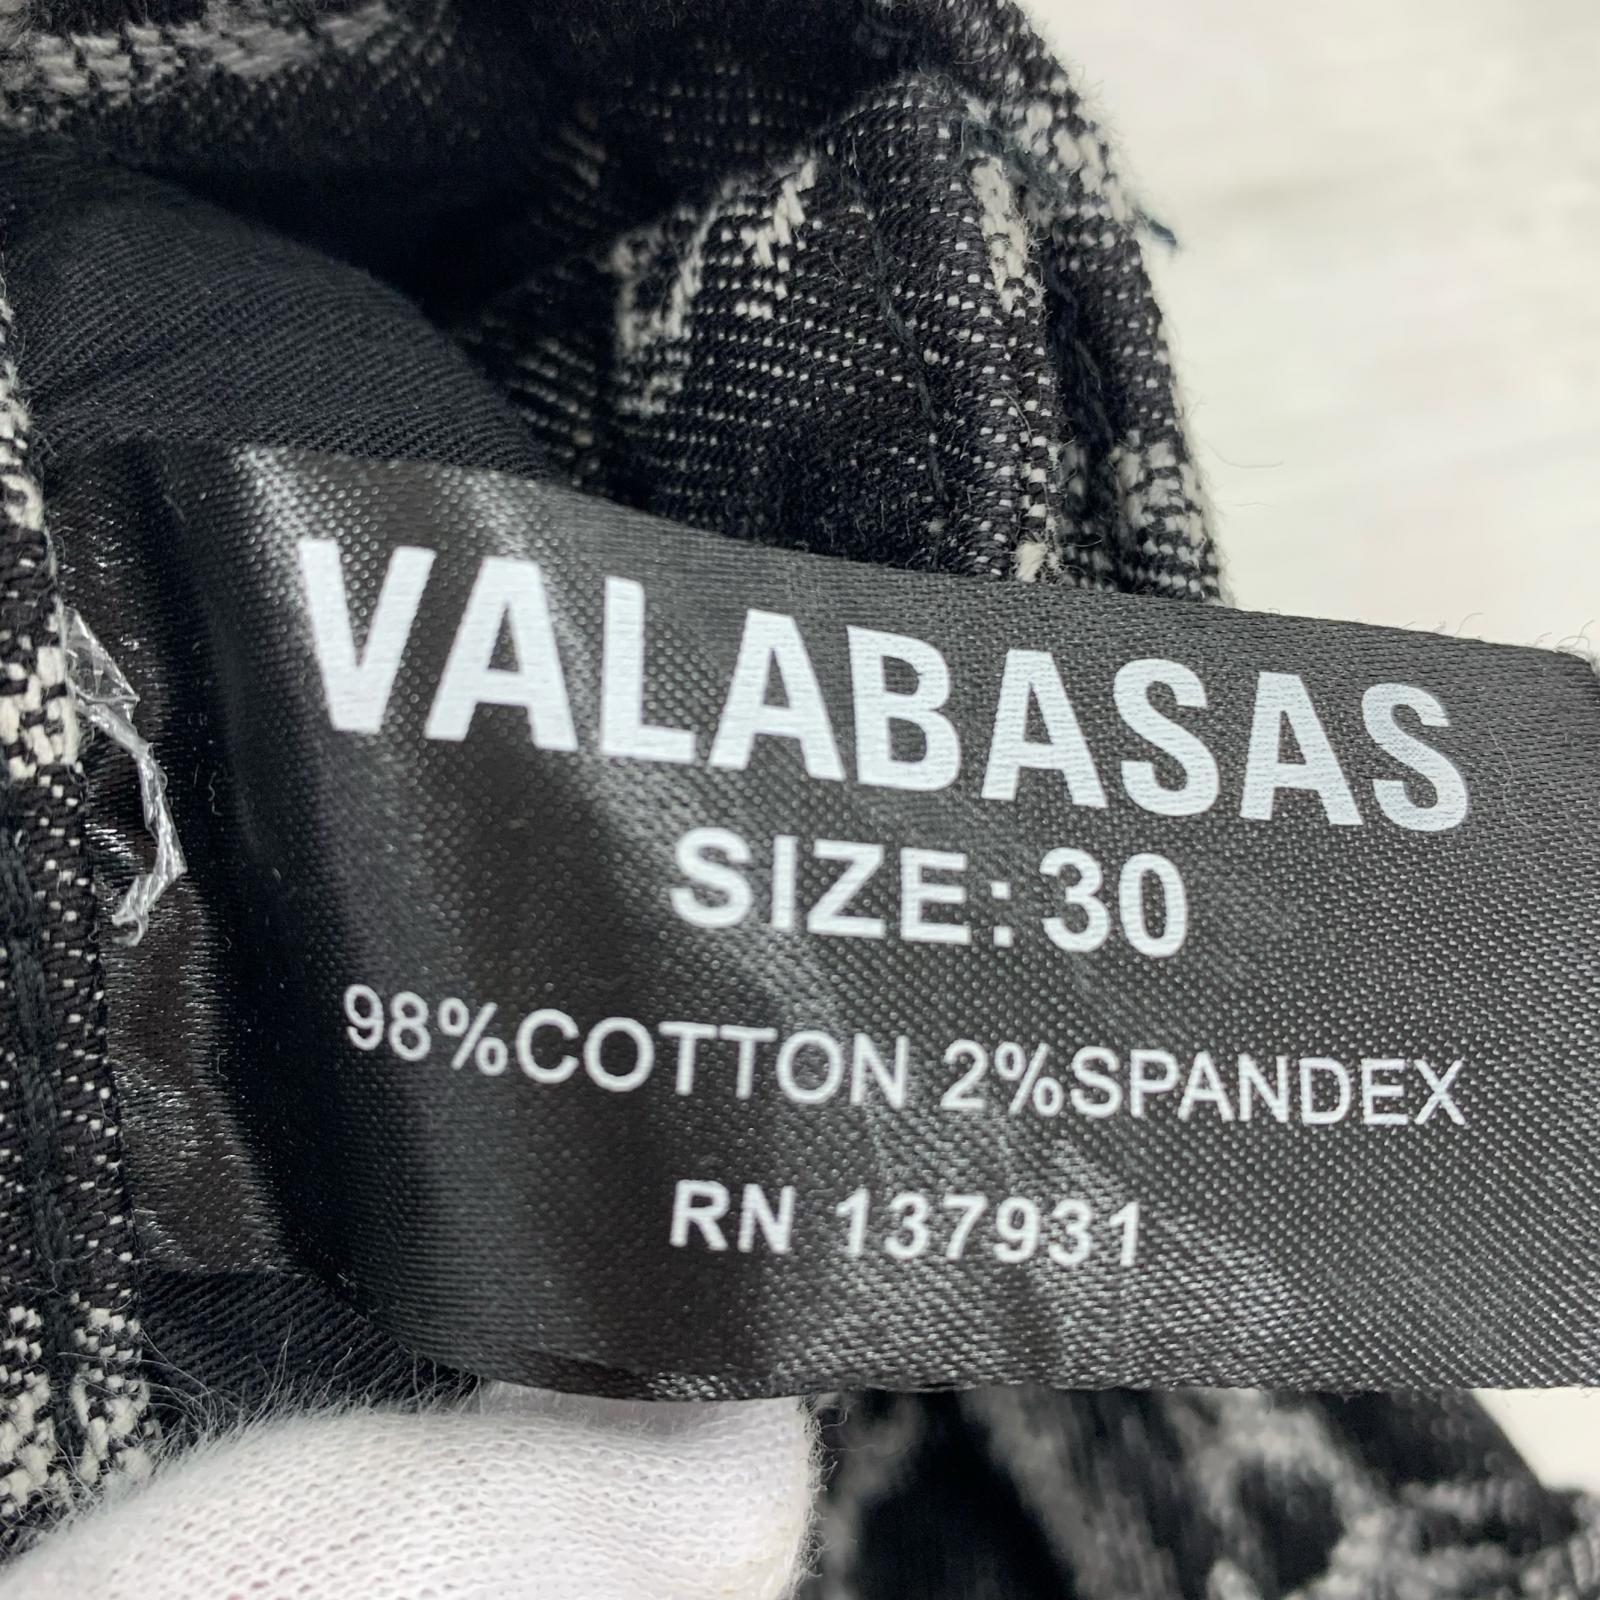 VALABASAS
SIZE: 30
98%COTTON 2%SPANDEX
RN 137931